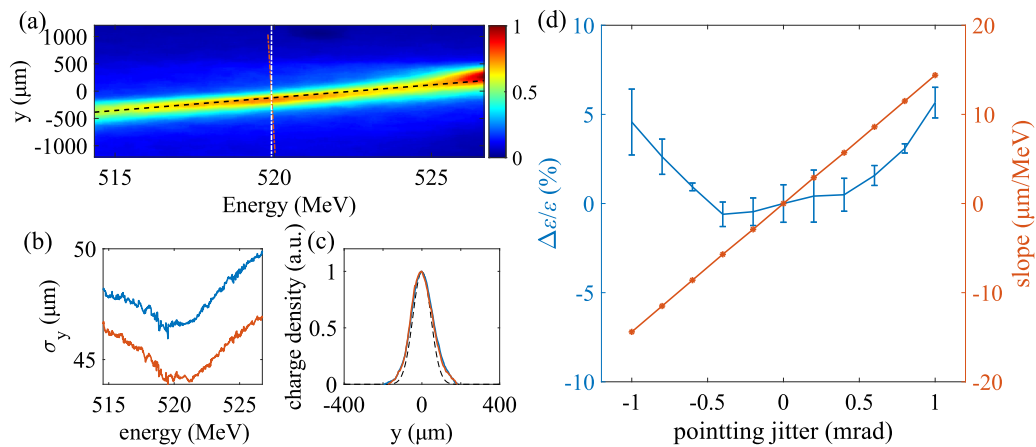 (a)
y (μm)
1000
500
0
-500
-1000
515
520
525
Energy (MeV)
1
0.5
0
(b)
σy (μm)
50
45
515
520
525
energy (MeV)
(c)
charge density (a.u.)
1
0.5
0
-400
0
400
y (μm)
(d)
Δε/ε (%)
10
5
0
-5
-10
-1
-0.5
0
0.5
1
pointting jitter (mrad)
20
10
0
-10
-20
slope (μm/MeV)